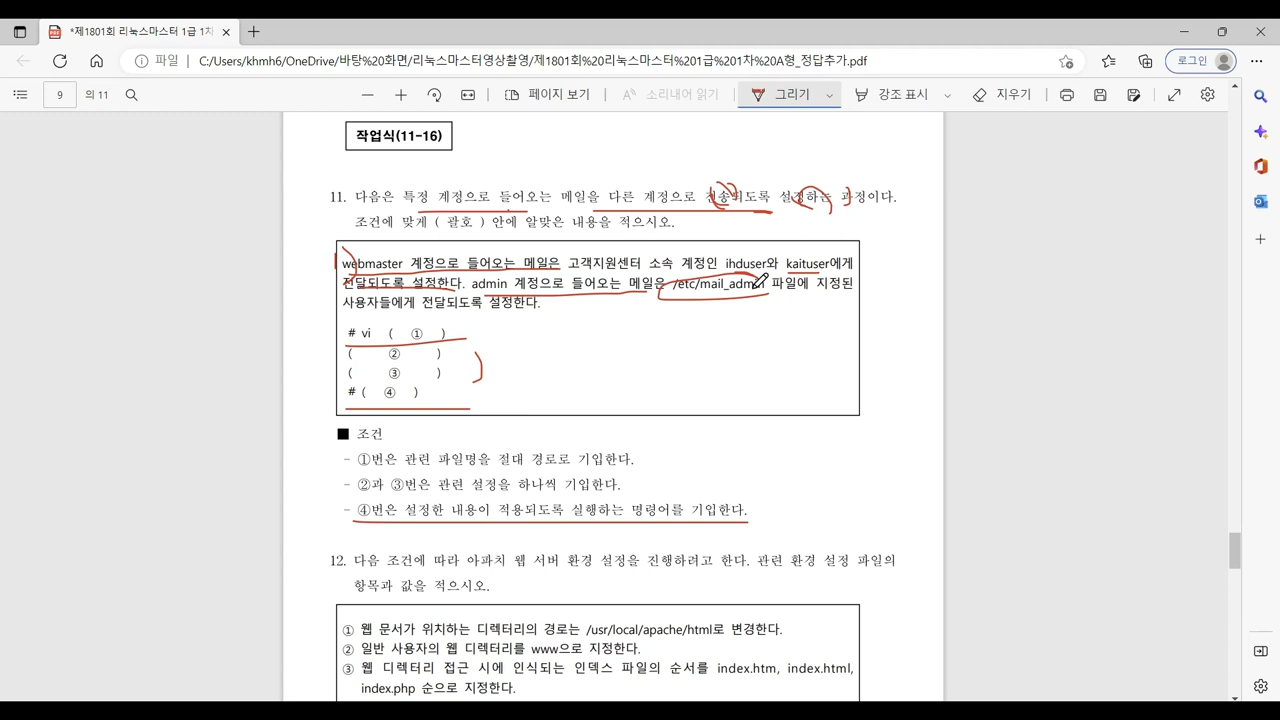 *제1801회 리눅스마스터 1급 1차
파일 C:/Users/khmh6/OneDrive/바탕%20화면/리눅스마스터영상촬영/제1801회%20리눅스마스터%201급%201차%20A형_정답추가.pdf 로그인
9 의 11 페이지 보기 소리내어 읽기 그리기 강조 표시 지우기
작업식(11-16)
11. 다음은 특정 계정으로 들어오는 메일을 다른 계정으로 전송되도록 설정하는 과정이다.
조건에 맞게 ( 괄호 ) 안에 알맞은 내용을 적으시오.
webmaster 계정으로 들어오는 메일은 고객지원센터 소속 계정인 ihduser와 kaituser에게
전달되도록 설정한다. admin 계정으로 들어오는 메일은 /etc/mail_admin 파일에 지정된
사용자들에게 전달되도록 설정한다.
# vi ( ① )
( ② )
( ③ )
# ( ④ )
■ 조건
- ①번은 관련 파일명을 절대 경로로 기입한다.
- ②과 ③번은 관련 설정을 하나씩 기입한다.
- ④번은 설정한 내용이 적용되도록 실행하는 명령어를 기입한다.
12. 다음 조건에 따라 아파치 웹 서버 환경 설정을 진행하려고 한다. 관련 환경 설정 파일의
항목과 값을 적으시오.
① 웹 문서가 위치하는 디렉터리의 경로는 /usr/local/apache/html로 변경한다.
② 일반 사용자의 웹 디렉터리를 www으로 지정한다.
③ 웹 디렉터리 접근 시에 인식되는 인덱스 파일의 순서를 index.htm, index.html,
index.php 순으로 지정한다.